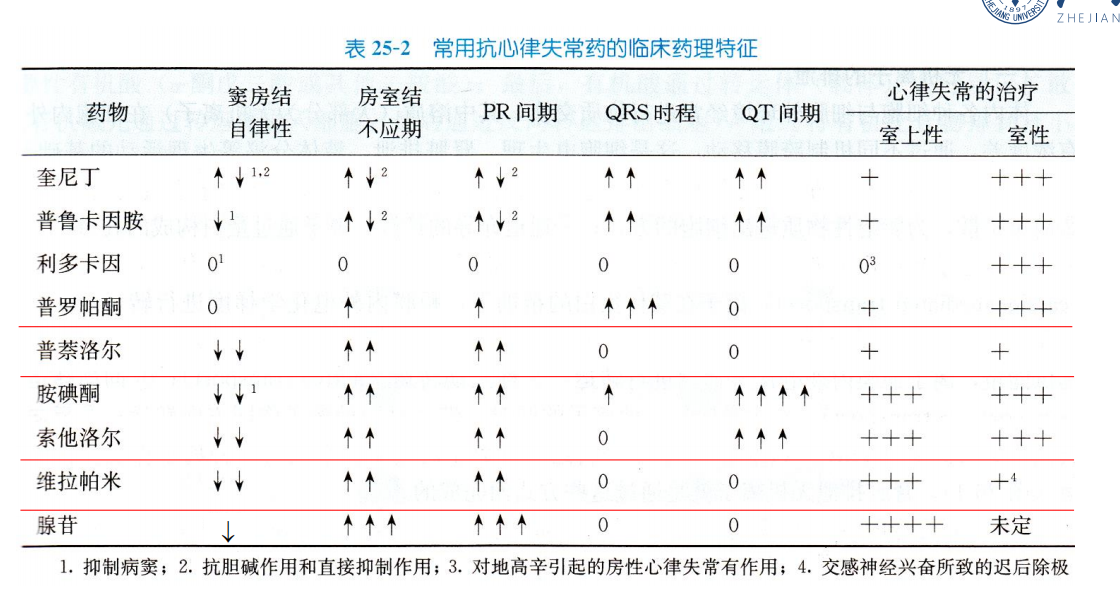 1897
ZHEJIANG UNIVERSITY
ZHEJIAN
表 25-2 常用抗心律失常药的临床药理特征
药物 窦房结自律性 房室结不应期 PR 间期 QRS 时程 QT 间期 心律失常的治疗
室上性 室性
奎尼丁 ↑↓1,2 ↑↓2 ↑↓2 ↑↑ ↑↑ + +++
普鲁卡因胺 ↓1 ↑↓2 ↑↓2 ↑↑ ↑↑ + +++
利多卡因 01 0 0 0 0 03 +++
普罗帕酮 0 ↑ ↑ ↑↑↑ 0 + +++
普萘洛尔 ↓↓ ↑↑ ↑↑ 0 0 + +
胺碘酮 ↓↓1 ↑↑ ↑↑ ↑ ↑↑↑↑ +++ +++
索他洛尔 ↓↓ ↑↑ ↑↑ 0 ↑↑↑ +++ +++
维拉帕米 ↓↓ ↑↑ ↑↑ 0 0 +++ +4
腺苷 ↓ ↑↑↑ ↑↑↑ 0 0 ++++ 未定
1. 抑制病窦；2. 抗胆碱作用和直接抑制作用；3. 对地高辛引起的房性心律失常有作用；4. 交感神经兴奋所致的迟后除极